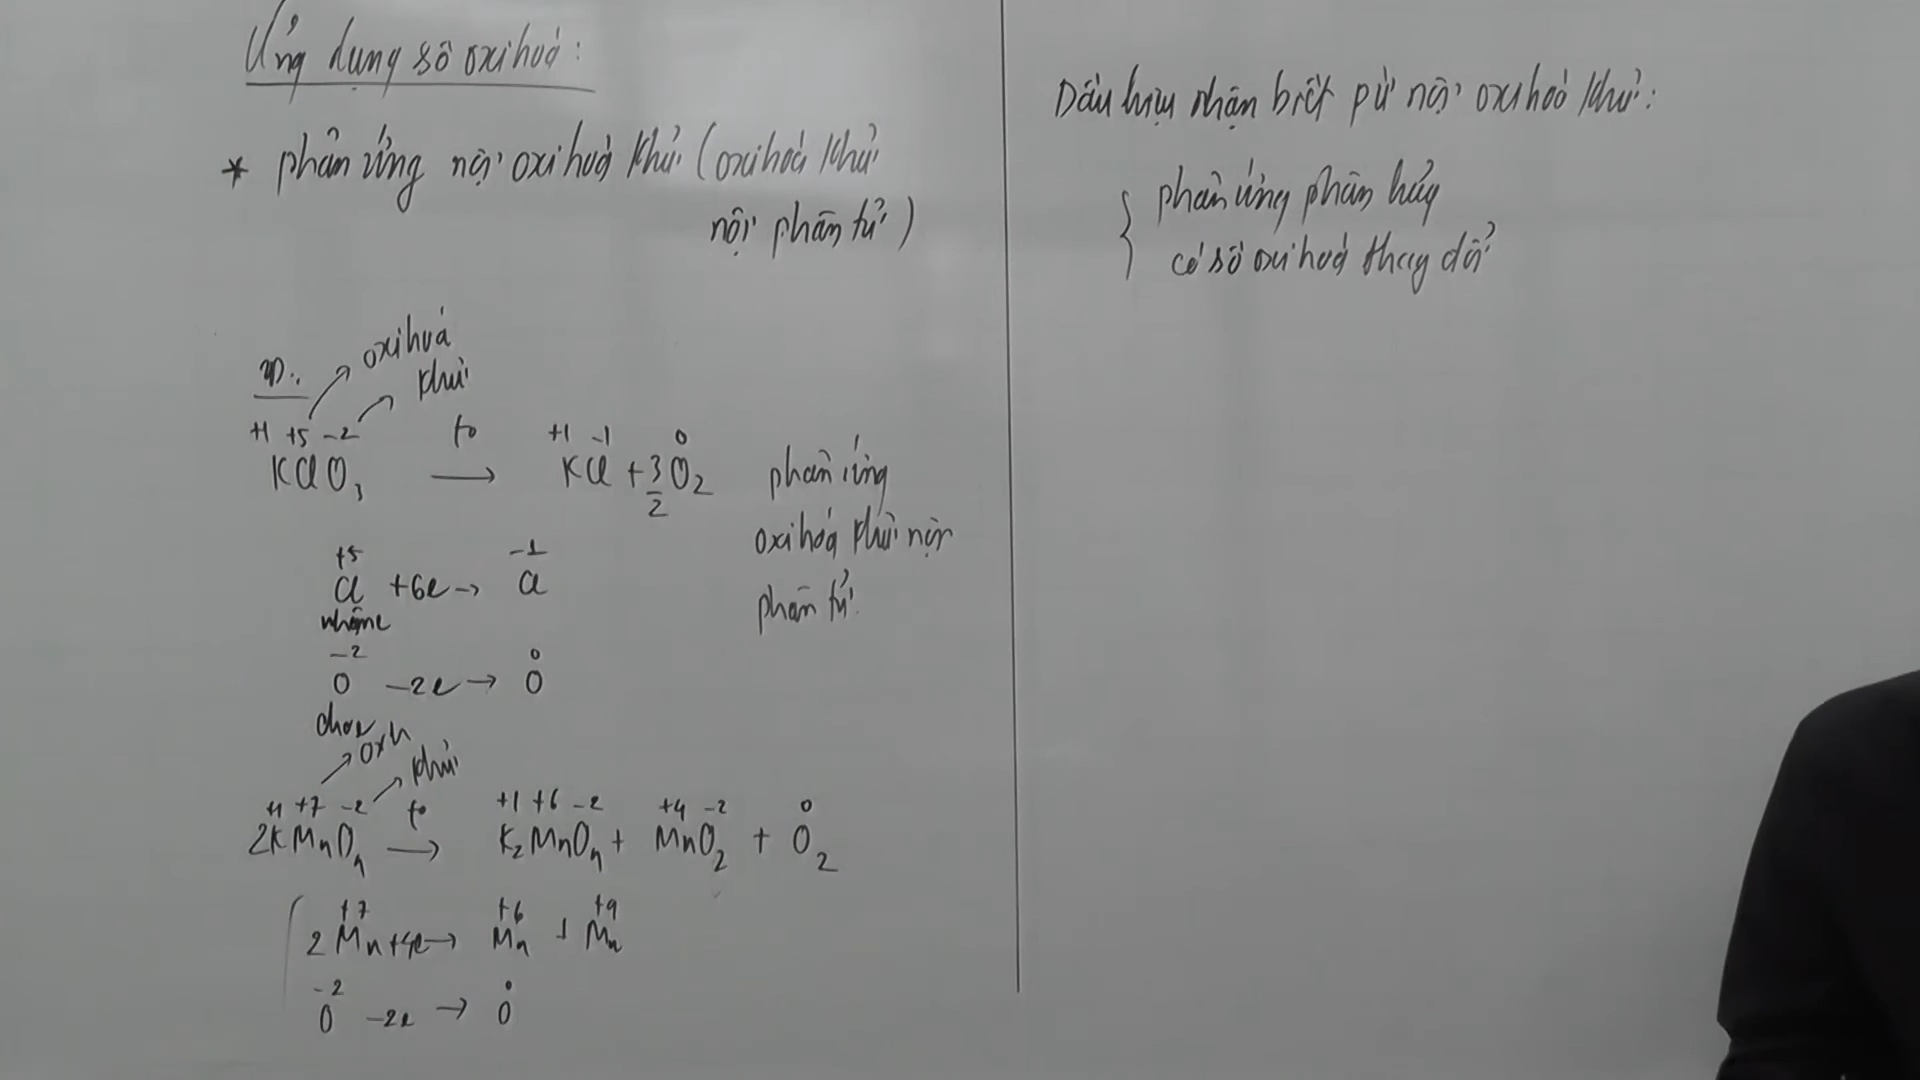 Ứng dụng số oxi hoá:
* phản ứng nội oxi hoá khử (oxi hoá khử
nội phân tử)
oxi hoá
khử
+1 +5 -2 t° +1 -1 0
KClO3 → KCl + 3/2 O2
phản ứng
oxi hoá khử nội
phân tử.
+5 -1
Cl +6e → Cl
nhận e
-2 0
O -2e → O
cho e
oxh
khử
+1 +7 -2 t° +1 +6 -2 +4 -2 0
2KMnO4 → K2MnO4 + MnO2 + O2
+7 +6 +4
2Mn +4e → Mn + Mn
-2 0
O -2e → O
Dấu hiệu nhận biết pứ nội oxi hoá khử:
{ phản ứng phân hủy
có số oxi hoá thay đổi